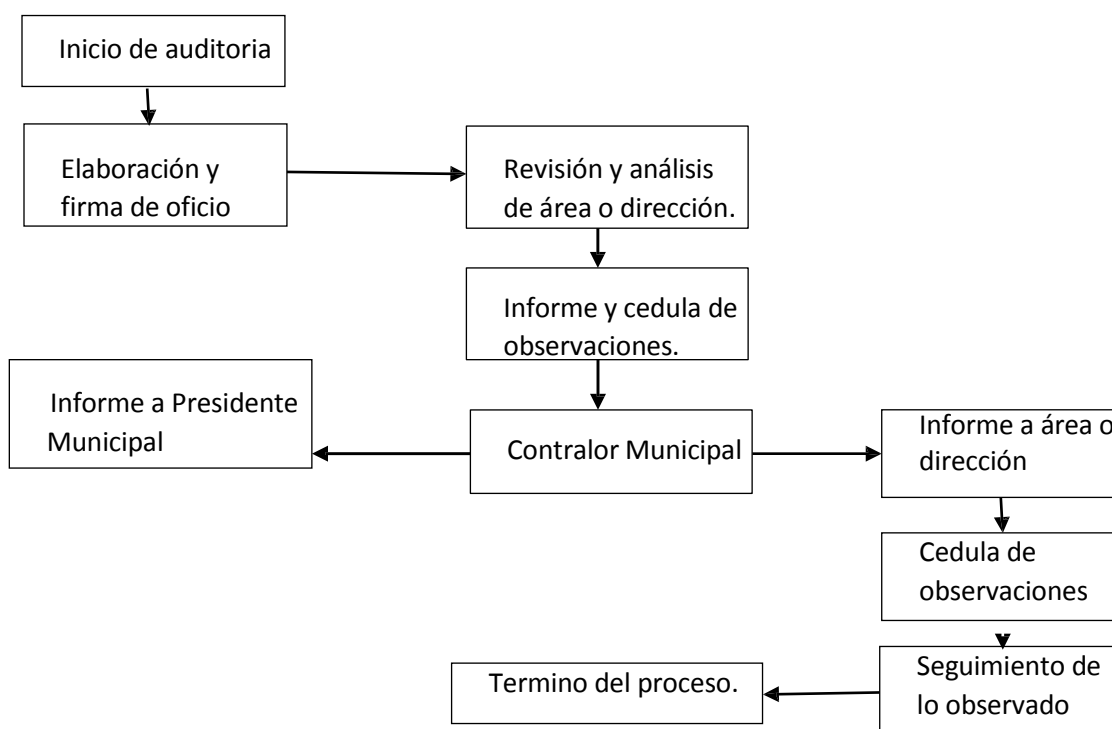 Inicio de auditoria
Elaboración y
firma de oficio
Revisión y análisis
de área o dirección.
Informe y cedula de
observaciones.
Informe a Presidente
Municipal
Contralor Municipal
Informe a área o
dirección
Cedula de
observaciones
Seguimiento de
lo observado
Termino del proceso.